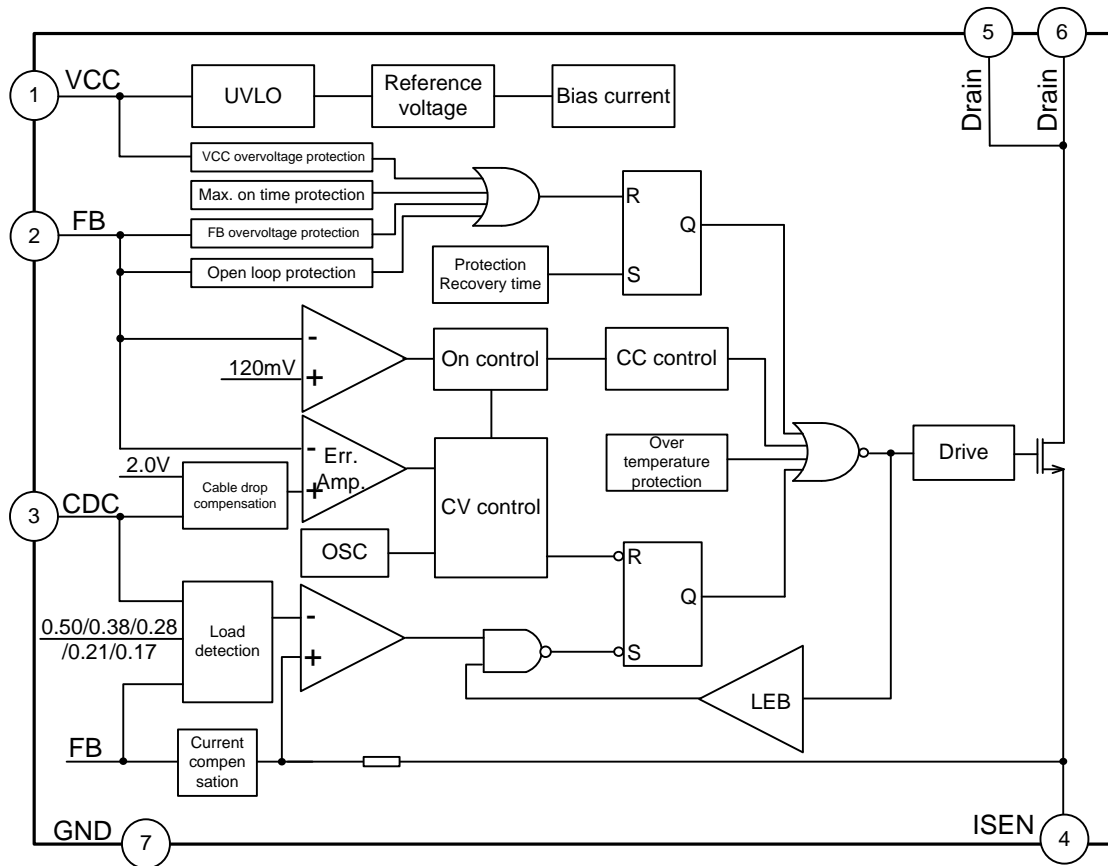 5
6
1
VCC
UVLO
Reference
voltage
Bias current
Drain
Drain
VCC overvoltage protection
Max. on time protection
2
FB
FB overvoltage protection
Open loop protection
R
Q
S
Protection
Recovery time
-
120mV
+
On control
CC control
-
Err.
Amp.
+
2.0V
Cable drop
compensation
3
CDC
CV control
Over
temperature
protection
Drive
OSC
R
Q
S
0.50/0.38/0.28
/0.21/0.17
Load
detection
-
+
LEB
FB
Current
compen
sation
GND
7
ISEN
4